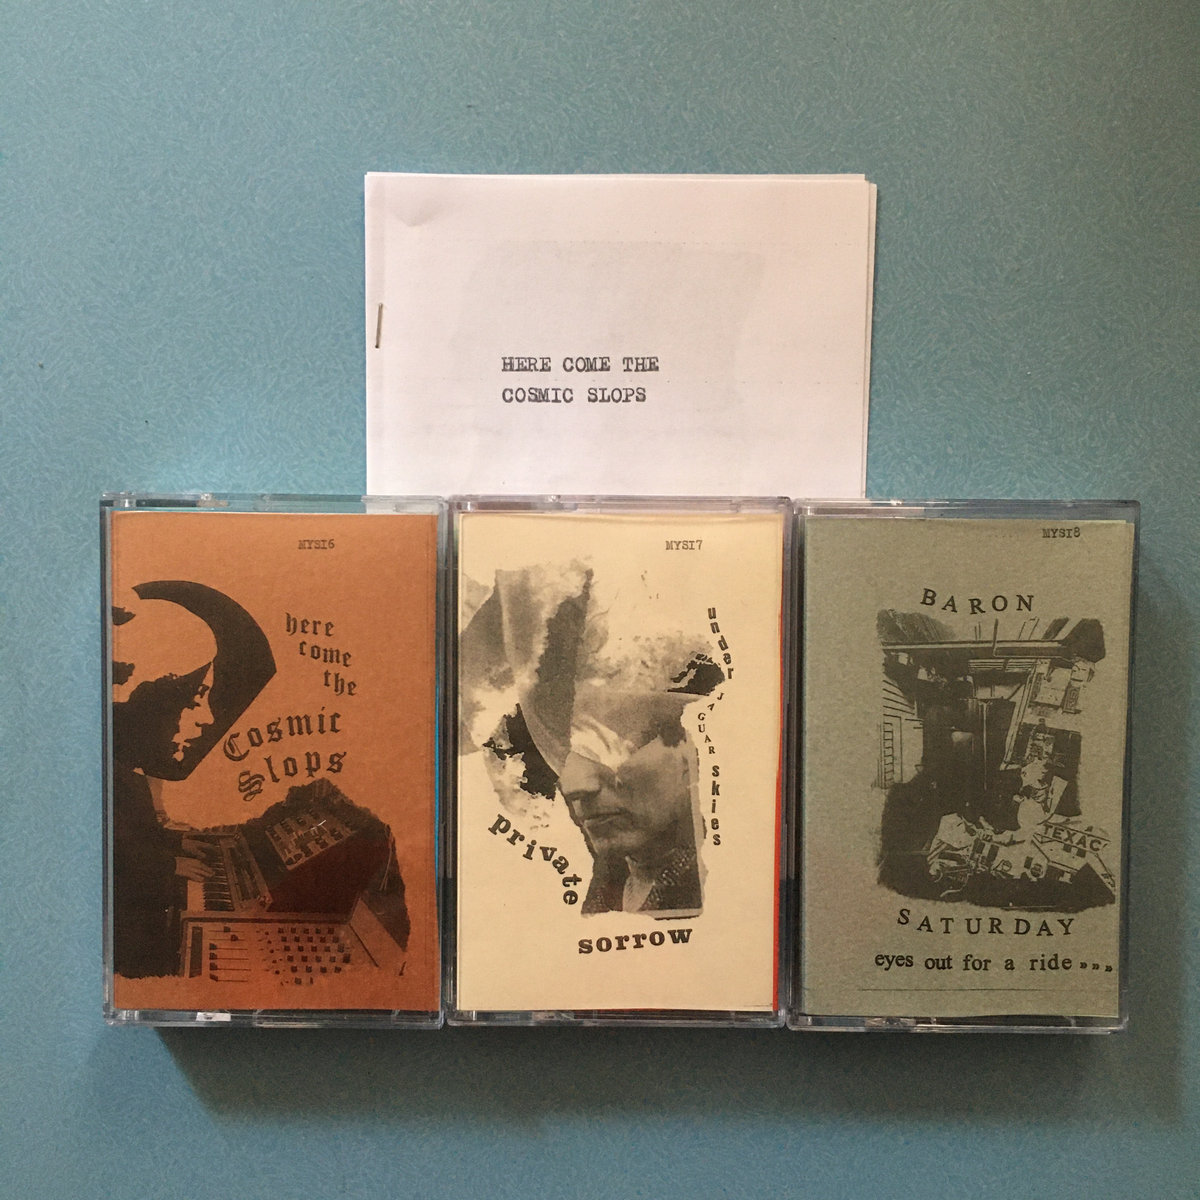 HERE COME THE
COSMIC SLOPS
MYSI6
here
come
the
Cosmic
Slops
MYSI7
under
JAGUAR
skies
private
sorrow
MYSI8
BARON
TEXAC
SATURDAY
eyes out for a ride »»»